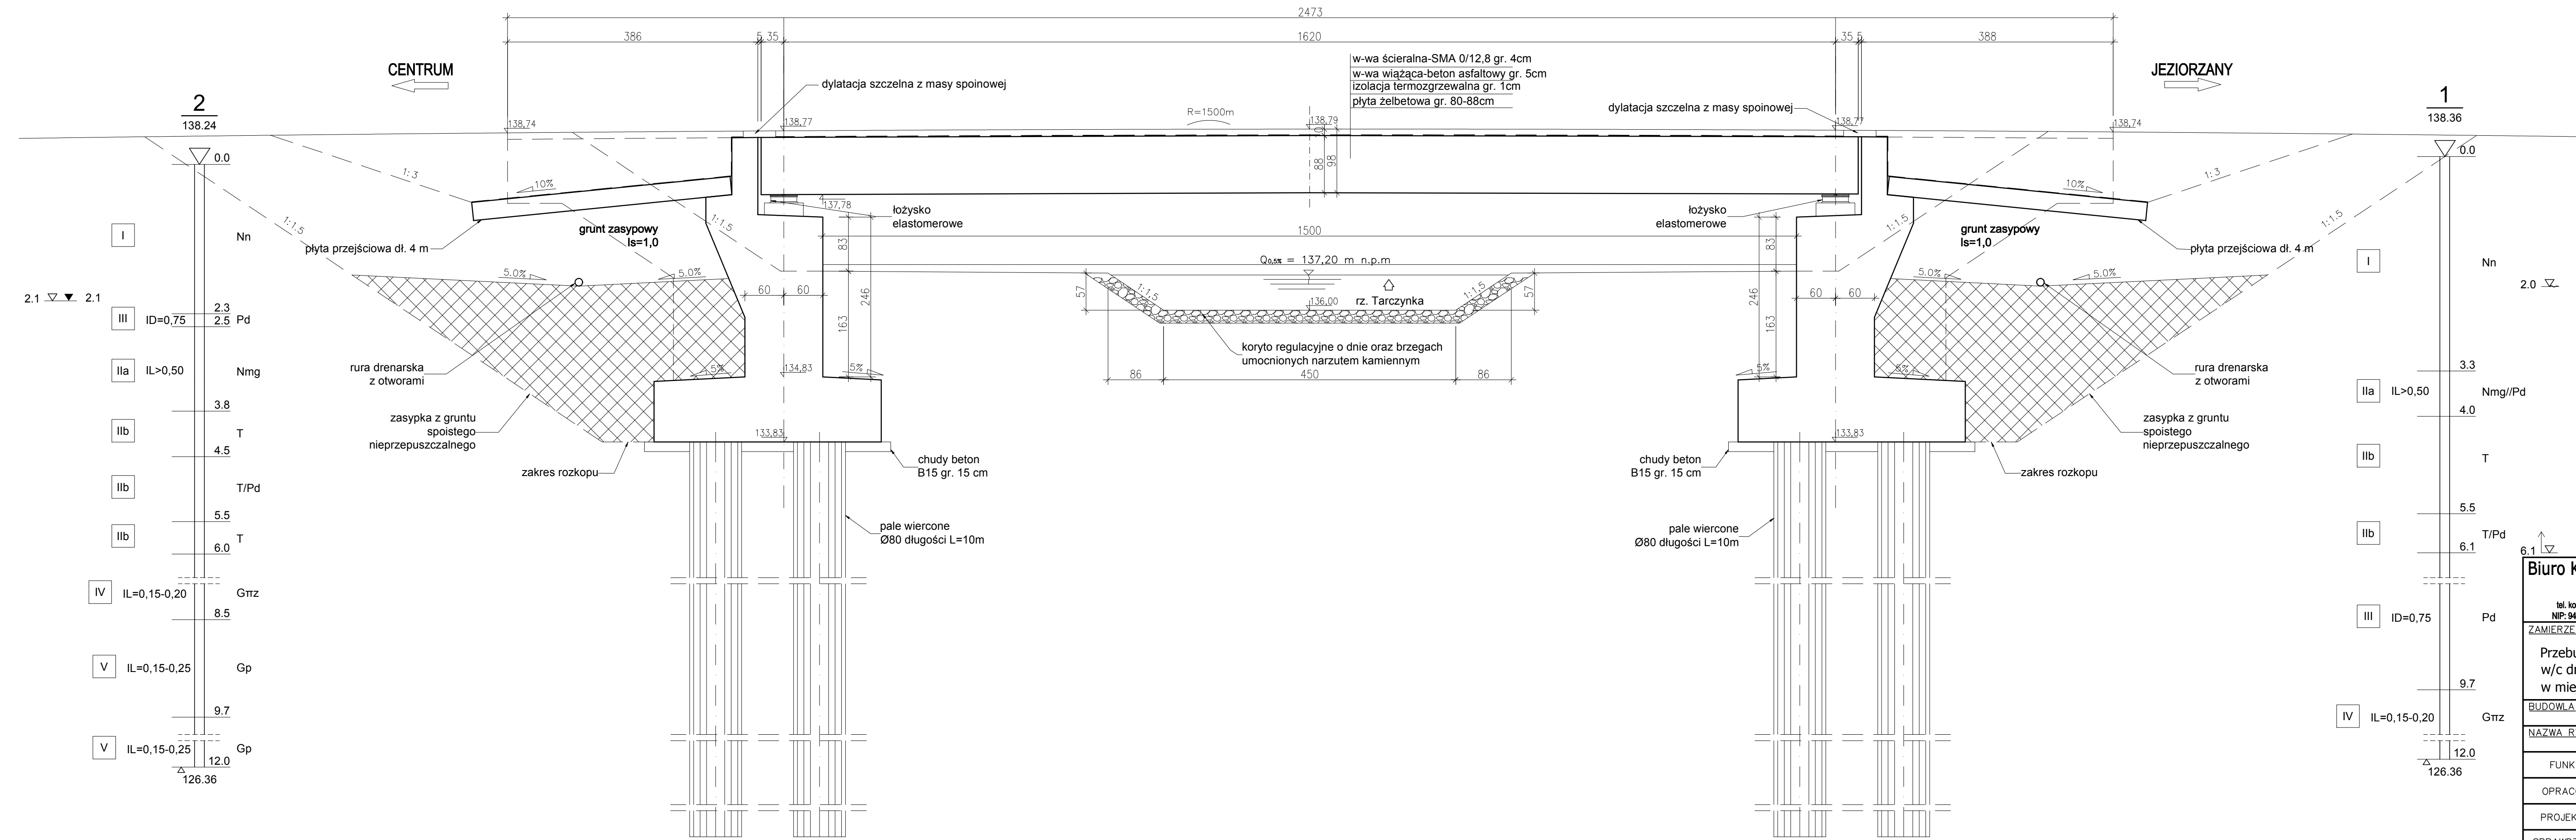 2473
386
5
35
1620
35
5
388
CENTRUM
JEZIORZANY
w-wa ścieralna-SMA 0/12,8 gr. 4cm
w-wa wiążąca-beton asfaltowy gr. 5cm
izolacja termozgrzewalna gr. 1cm
płyta żelbetowa gr. 80-88cm
dylatacja szczelna z masy spoinowej
dylatacja szczelna z masy spoinowej
R=1500m
2
138.24
1
138.36
138,74
138,77
138,79
138,77
138,74
10
88
98
0.0
0.0
1:3
1:3
10%
10%
1:1.5
1:1.5
1:1.5
1:1.5
137,78
łożysko
elastomerowe
łożysko
elastomerowe
płyta przejściowa dł. 4 m
płyta przejściowa dł. 4 m
grunt zasypowy
Is=1,0
grunt zasypowy
Is=1,0
1500
83
246
163
83
246
163
Q0,5% = 137,20 m n.p.m
rz. Tarczynka
136,00
57
57
1:1.5
1:1.5
koryto regulacyjne o dnie oraz brzegach
umocnionych narzutem kamiennym
86
450
86
5.0%
5.0%
5.0%
5.0%
60
60
60
60
5%
134,83
5%
5%
5%
133,83
133,83
rura drenarska
z otworami
rura drenarska
z otworami
zasypka z gruntu
spoistego
nieprzepuszczalnego
zasypka z gruntu
spoistego
nieprzepuszczalnego
zakres rozkopu
zakres rozkopu
chudy beton
B15 gr. 15 cm
chudy beton
B15 gr. 15 cm
pale wiercone
Ø80 długości L=10m
pale wiercone
Ø80 długości L=10m
I Nn
2.1 2.1
2.3
III ID=0,75 2.5 Pd
IIa IL>0,50 Nmg
3.8
IIb T
4.5
IIb T/Pd
5.5
IIb T
6.0
IV IL=0,15-0,20 Gπz
8.5
V IL=0,15-0,25 Gp
9.7
V IL=0,15-0,25 Gp
12.0
126.36
I Nn
2.0
3.3
IIa IL>0,50 Nmg//Pd
4.0
IIb T
5.5
IIb T/Pd
6.1
6.1
III ID=0,75 Pd
9.7
IV IL=0,15-0,20 Gπz
12.0
126.36
Biuro K
tel. ko
NIP: 94
ZAMIERZE
Przebu
w/c dr
w mie
BUDOWLA
NAZWA R
FUNK
OPRAC
PROJEK